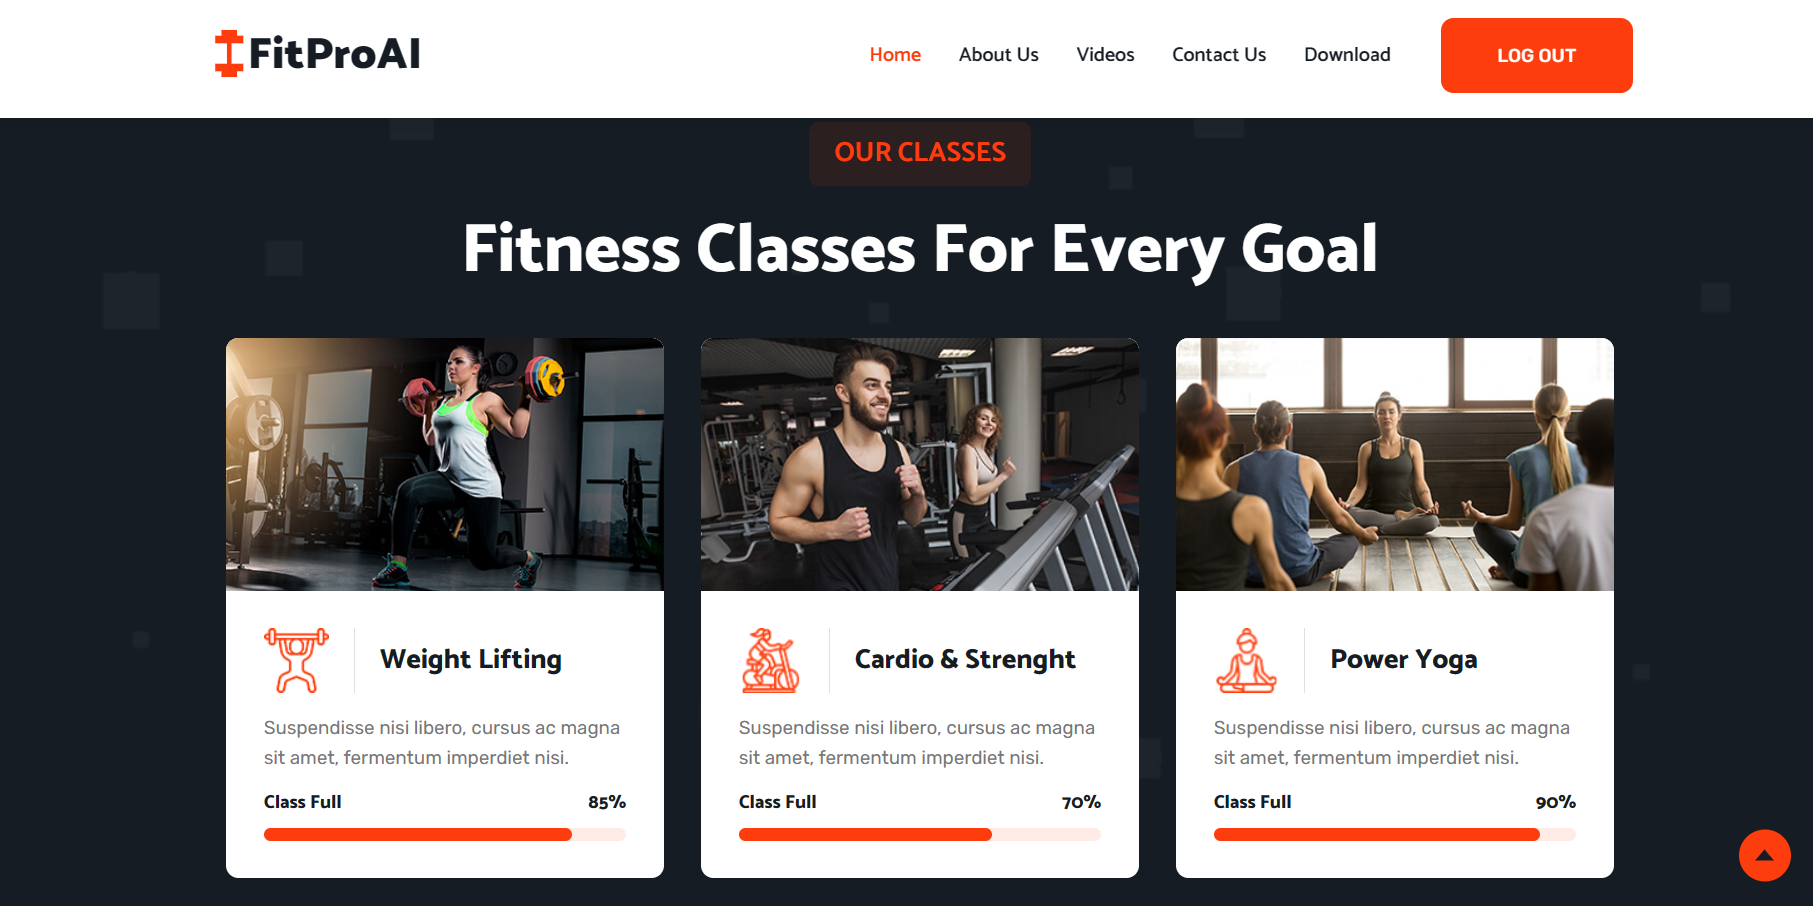 FitProAI
Home About Us Videos Contact Us Download LOG OUT
OUR CLASSES
Fitness Classes For Every Goal
Weight Lifting
Suspendisse nisi libero, cursus ac magna
sit amet, fermentum imperdiet nisi.
Class Full 85%
Cardio & Strenght
Suspendisse nisi libero, cursus ac magna
sit amet, fermentum imperdiet nisi.
Class Full 70%
Power Yoga
Suspendisse nisi libero, cursus ac magna
sit amet, fermentum imperdiet nisi.
Class Full 90%